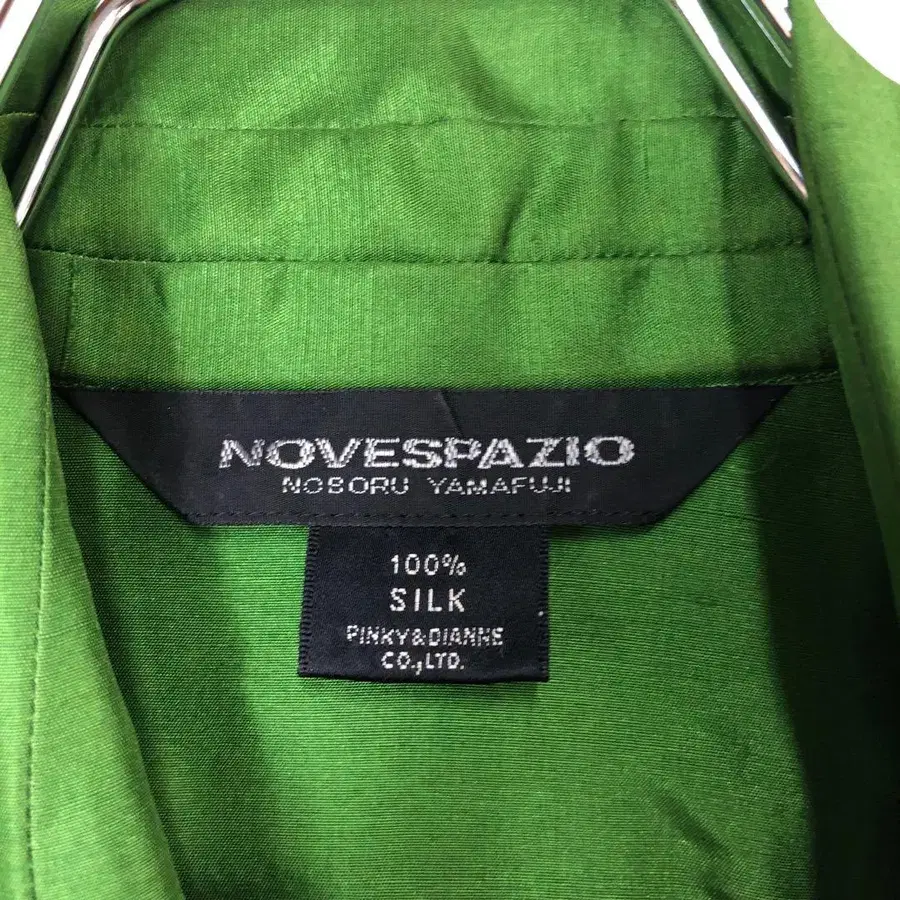 NOVESPAZIO
NOBORU YAMAFUJI
100%
SILK
PINKY&DIANNE
CO.,LTD.